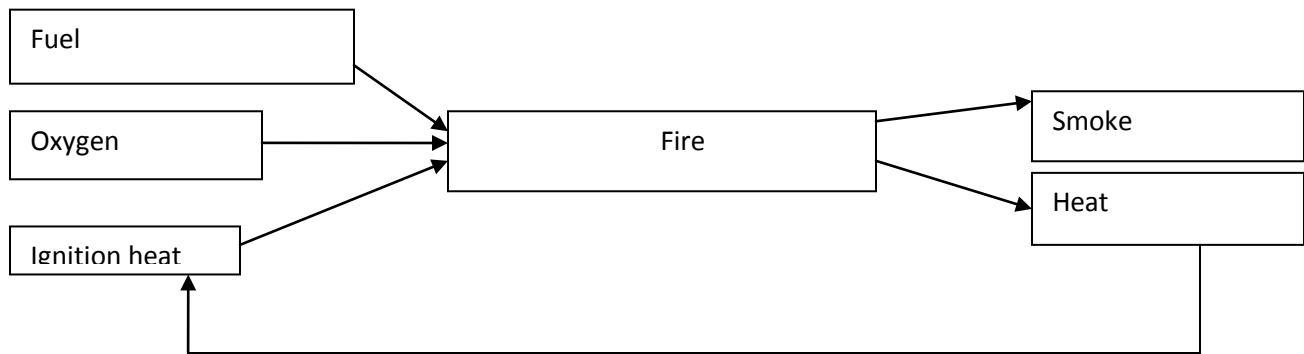 Fuel
Oxygen
Ignition heat
Fire
Smoke
Heat